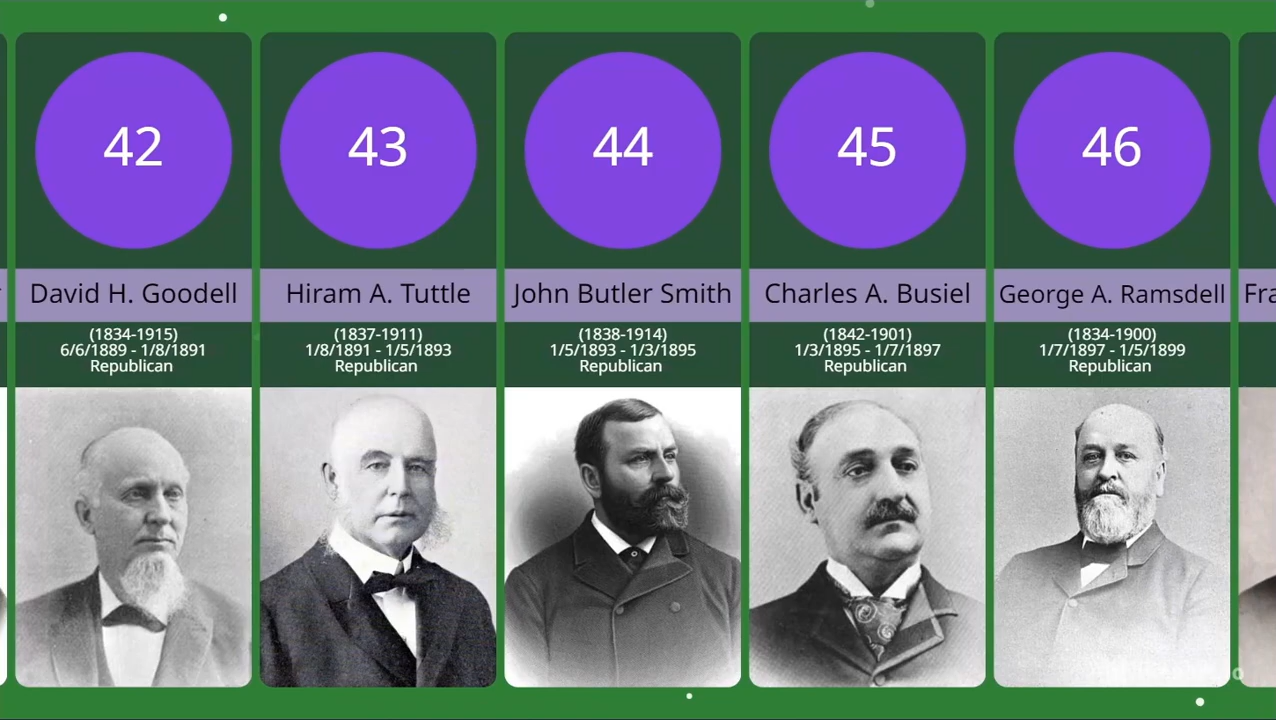 42
David H. Goodell
(1834-1915)
6/6/1889 - 1/8/1891
Republican
43
Hiram A. Tuttle
(1837-1911)
1/8/1891 - 1/5/1893
Republican
44
John Butler Smith
(1838-1914)
1/5/1893 - 1/3/1895
Republican
45
Charles A. Busiel
(1842-1901)
1/3/1895 - 1/7/1897
Republican
46
George A. Ramsdell
(1834-1900)
1/7/1897 - 1/5/1899
Republican
Fra